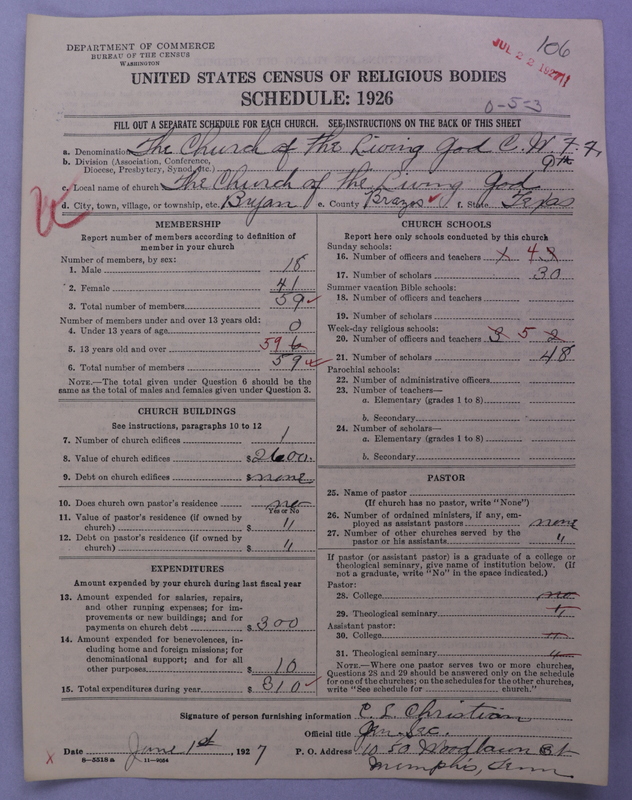 DEPARTMENT OF COMMERCE
BUREAU OF THE CENSUS
WASHINGTON
JUL 22 1927
106
UNITED STATES CENSUS OF RELIGIOUS BODIES
SCHEDULE: 1926
0-5-3
FILL OUT A SEPARATE SCHEDULE FOR EACH CHURCH. SEE INSTRUCTIONS ON THE BACK OF THIS SHEET
a. Denomination The Church of the Living God C. W. F. F.
b. Division (Association, Conference, Diocese, Presbytery, Synod, etc.) 9th
c. Local name of church The Church of the Living God
d. City, town, village, or township, etc. Bryan e. County Brazos f. State Texas
MEMBERSHIP
Report number of members according to definition of
member in your church
Number of members, by sex:
1. Male 18
2. Female 41
3. Total number of members 59
Number of members under and over 13 years old:
4. Under 13 years of age 0
5. 13 years old and over 59
6. Total number of members 59
NOTE.—The total given under Question 6 should be the
same as the total of males and females given under Question 3.
CHURCH BUILDINGS
See instructions, paragraphs 10 to 12
7. Number of church edifices 1
8. Value of church edifices $2600.
9. Debt on church edifices $none
10. Does church own pastor's residence no
Yes or No
11. Value of pastor's residence (if owned by
church) $ "
12. Debt on pastor's residence (if owned by
church) $ "
EXPENDITURES
Amount expended by your church during last fiscal year
13. Amount expended for salaries, repairs,
and other running expenses; for im-
provements or new buildings; and for
payments on church debt $300
14. Amount expended for benevolences, in-
cluding home and foreign missions; for
denominational support; and for all
other purposes $ 10
15. Total expenditures during year $310
CHURCH SCHOOLS
Report here only schools conducted by this church
Sunday schools:
16. Number of officers and teachers 4
17. Number of scholars 30
Summer vacation Bible schools:
18. Number of officers and teachers
19. Number of scholars
Week-day religious schools:
20. Number of officers and teachers 3 5 2
21. Number of scholars 48
Parochial schools:
22. Number of administrative officers
23. Number of teachers—
a. Elementary (grades 1 to 8)
b. Secondary
24. Number of scholars—
a. Elementary (grades 1 to 8)
b. Secondary
PASTOR
25. Name of pastor
(If church has no pastor, write "None")
26. Number of ordained ministers, if any, em-
ployed as assistant pastors none
27. Number of other churches served by the
pastor or his assistants "
If pastor (or assistant pastor) is a graduate of a college or
theological seminary, give name of institution below. (If
not a graduate, write "No" in the space indicated.)
Pastor:
28. College no
29. Theological seminary "
Assistant pastor:
30. College "
31. Theological seminary "
NOTE.—Where one pastor serves two or more churches,
Questions 28 and 29 should be answered only on the schedule
for one of the churches; on the schedules for the other churches,
write "See schedule for church."
Signature of person furnishing information E. L. Christian
Official title Gen. Sec.
Date June 1st, 1927 P. O. Address 1050 Woodlawn St
Memphis, Tenn
8—5518a 11—9054